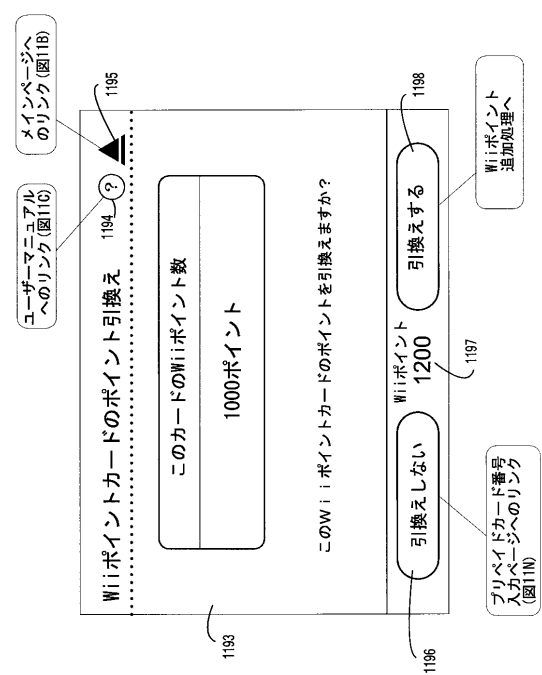 ユーザーマニュアル
へのリンク(図11C)
メインページへ
のリンク(図11B)
1194
1195
Wiiポイントカードのポイント引換え
?
このカードのWiiポイント数
1000ポイント
1193
このWiiポイントカードのポイントを引換えますか?
引換えしない
Wiiポイント
1200
引換えする
1196
1197
1198
プリペイドカード番号
入力ページへのリンク
(図11N)
Wiiポイント
追加処理へ